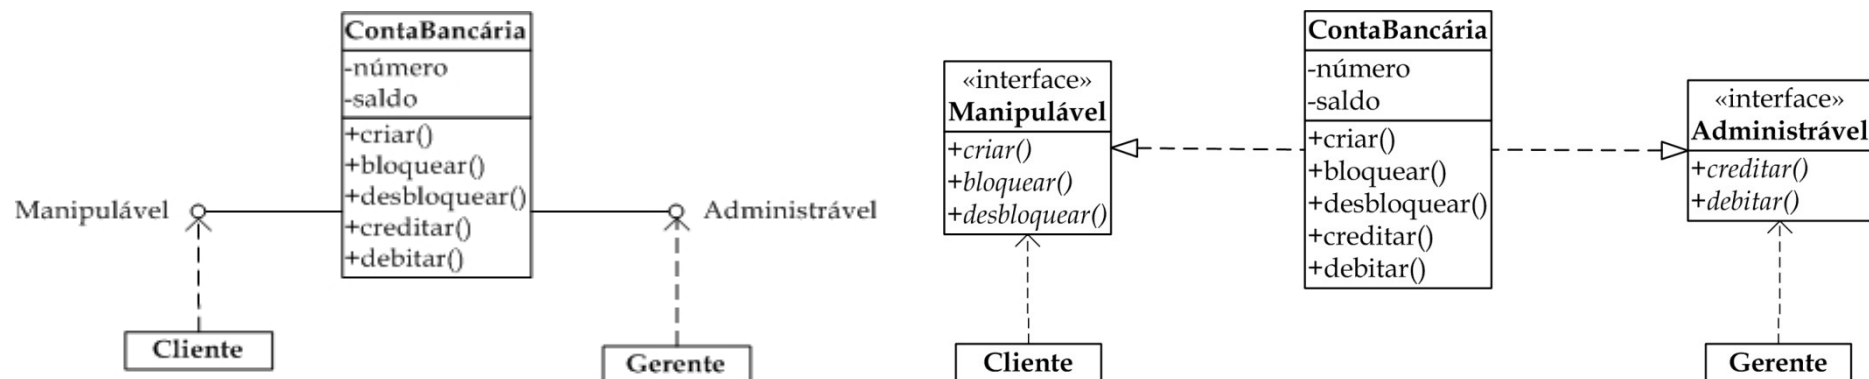 ContaBancária
-número
-saldo
+criar()
+bloquear()
+desbloquear()
+creditar()
+debitar()
Manipulável
Administrável
Cliente
Gerente
«interface»
Manipulável
+criar()
+bloquear()
+desbloquear()
Cliente
ContaBancária
-número
-saldo
+criar()
+bloquear()
+desbloquear()
+creditar()
+debitar()
«interface»
Administrável
+creditar()
+debitar()
Gerente